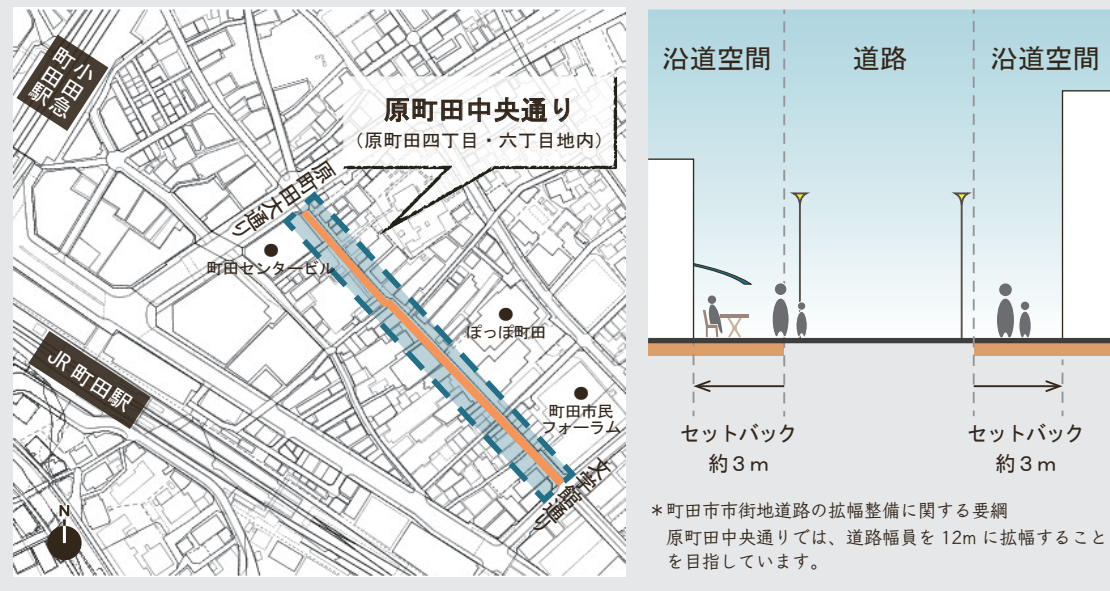 小田急
町田駅
原町田中央通り
(原町田四丁目・六丁目地内)
原町田大通り
町田センタービル
ぽっぽ町田
JR 町田駅
町田市民
フォーラム
文学館通り
N
沿道空間
道路
沿道空間
セットバック
約3m
セットバック
約3m
*町田市市街地道路の拡幅整備に関する要綱
原町田中央通りでは、道路幅員を 12m に拡幅すること
を目指しています。